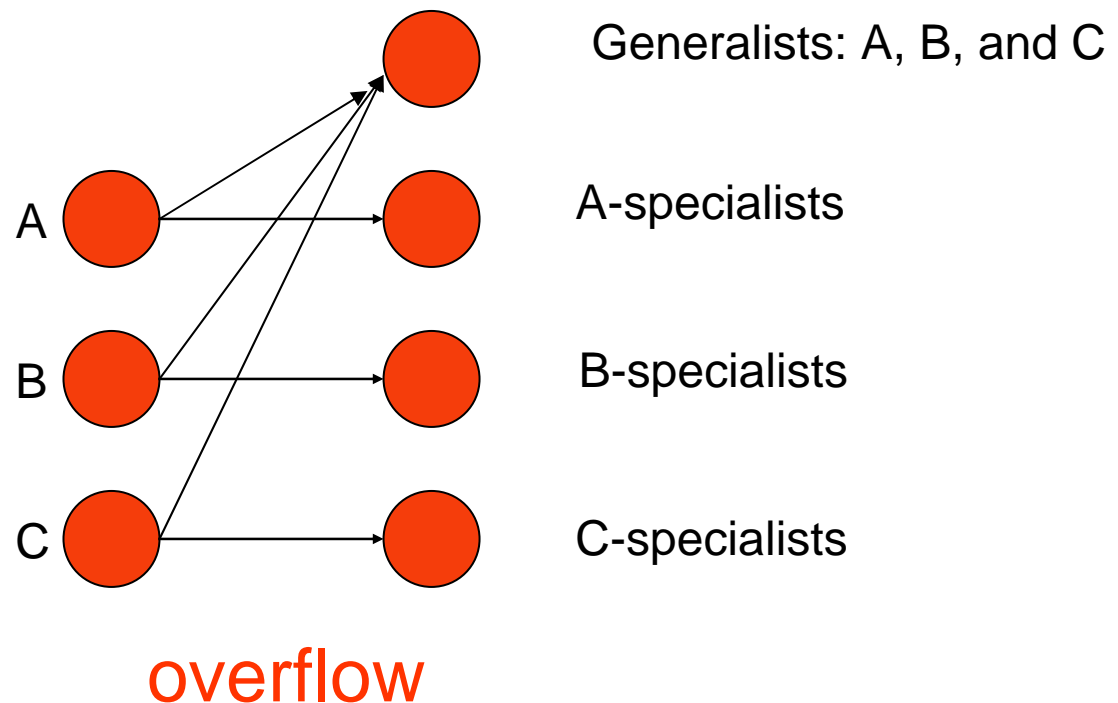 Generalists: A, B, and C
A
A-specialists
B
B-specialists
C
C-specialists
overflow